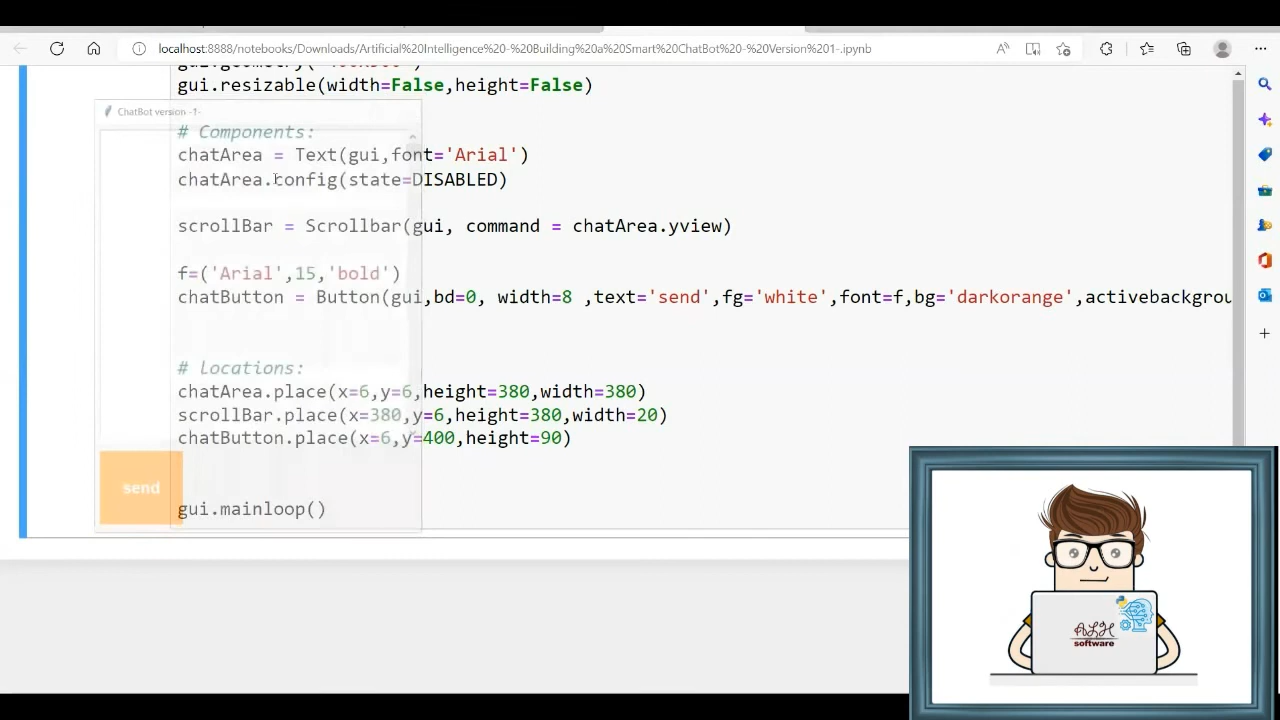 localhost:8888/notebooks/Downloads/Artificial%20Intelligence%20-%20Building%20a%20Smart%20ChatBot%20-%20Version%201-.ipynb
gui.resizable(width=False,height=False)
ChatBot version -1-
# Components:
chatArea = Text(gui,font='Arial')
chatArea.config(state=DISABLED)
scrollBar = Scrollbar(gui, command = chatArea.yview)
f=('Arial',15,'bold')
chatButton = Button(gui,bd=0, width=8 ,text='send',fg='white',font=f,bg='darkorange',activebackgrou
# Locations:
chatArea.place(x=6,y=6,height=380,width=380)
scrollBar.place(x=380,y=6,height=380,width=20)
chatButton.place(x=6,y=400,height=90)
send
gui.mainloop()
ALH
software